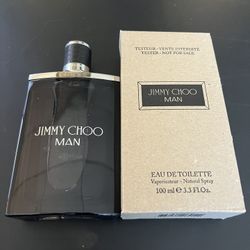 JIMMY CHOO
MAN
TESTEUR - VENTE INTERDITE
TESTER - NOT FOR SALE
JIMMY CHOO
MAN
EAU DE TOILETTE
Vaporisateur - Natural Spray
100 ml e 3.3 Fl.Oz.